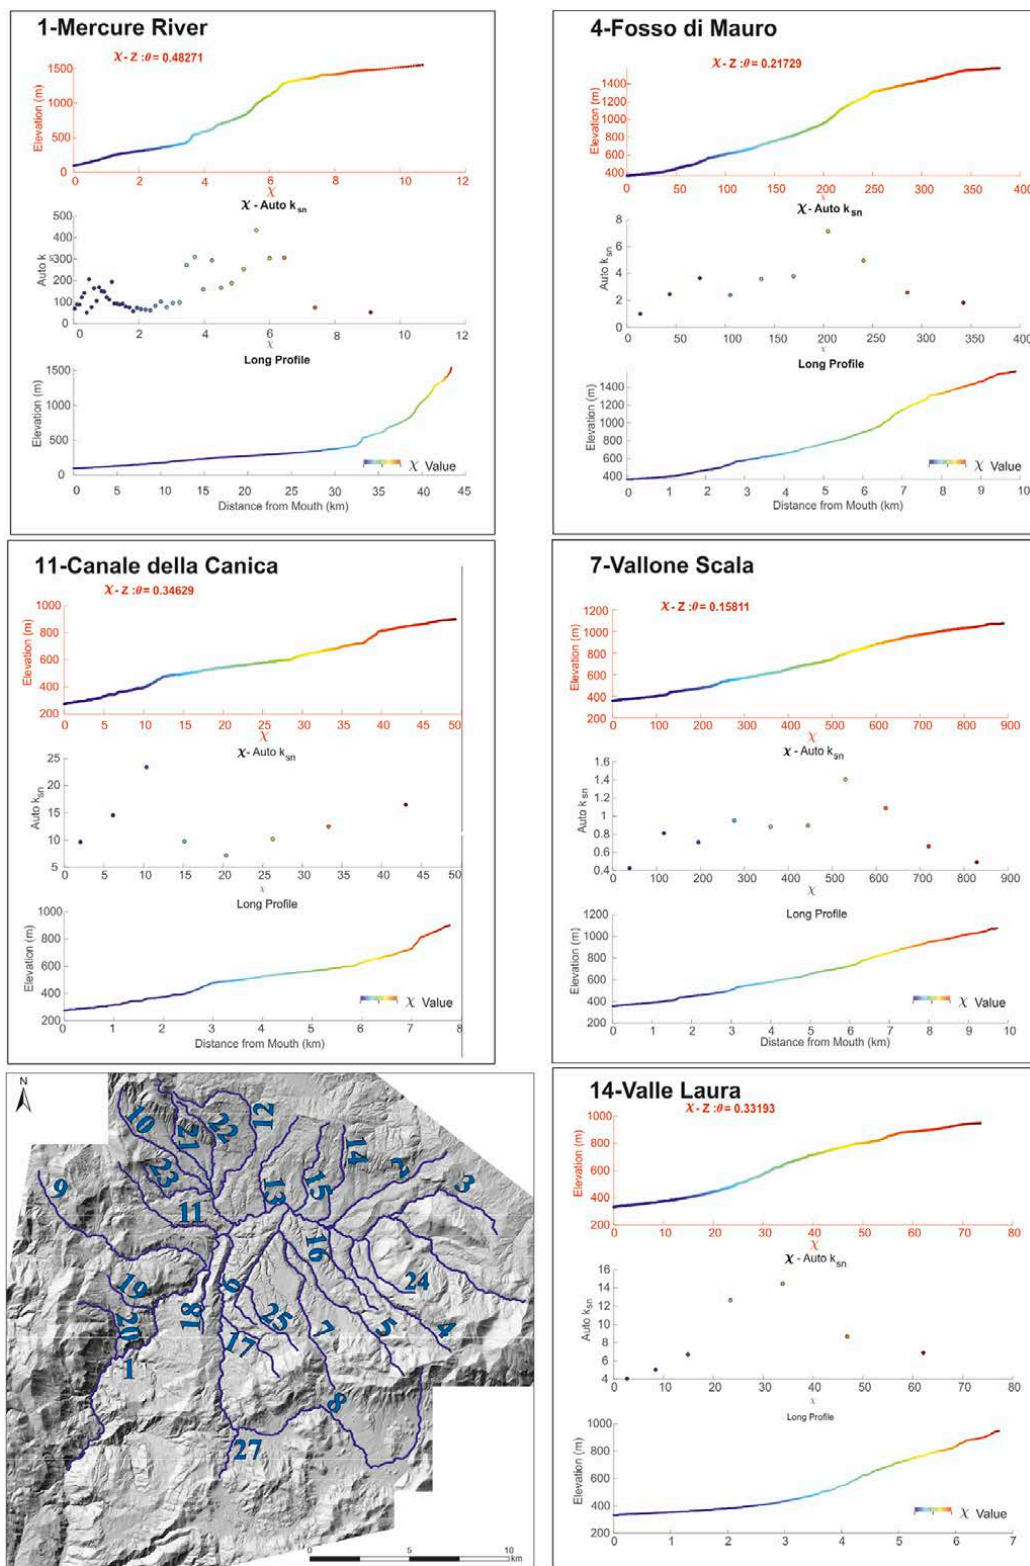 1-Mercure River
χ - Z :θ= 0.48271
Elevation (m)
1500
1000
500
0
0 2 4 6 8 10 12
χ
χ - Auto ksn
Auto k
500
400
300
200
100
0
0 2 4 6 8 10 12
χ
Long Profile
Elevation (m)
1500
1000
500
0
0 5 10 15 20 25 30 35 40 45
Distance from Mouth (km)
χ Value
4-Fosso di Mauro
χ - Z :θ= 0.21729
Elevation (m)
1400
1200
1000
800
600
400
0 50 100 150 200 250 300 350 400
χ
χ - Auto ksn
Auto ksn
8
6
4
2
0
0 50 100 150 200 250 300 350 400
χ
Long Profile
Elevation (m)
1400
1200
1000
800
600
400
0 1 2 3 4 5 6 7 8 9 10
Distance from Mouth (km)
χ Value
11-Canale della Canica
χ - Z :θ= 0.34629
Elevation (m)
1000
800
600
400
200
0 5 10 15 20 25 30 35 40 45 50
χ
χ- Auto ksn
Auto ksn
25
20
15
10
5
0 5 10 15 20 25 30 35 40 45 50
χ
Long Profile
Elevation (m)
1000
800
600
400
200
0 1 2 3 4 5 6 7 8
Distance from Mouth (km)
χ Value
7-Vallone Scala
χ - Z :θ= 0.15811
Elevation (m)
1200
1000
800
600
400
200
0 100 200 300 400 500 600 700 800 900
χ
χ- Auto ksn
Auto ksn
1.6
1.4
1.2
1
0.8
0.6
0.4
0 100 200 300 400 500 600 700 800 900
χ
Long Profile
Elevation (m)
1200
1000
800
600
400
200
0 1 2 3 4 5 6 7 8 9 10
Distance from Mouth (km)
χ Value
N
10
21
22
12
9
23
11
13
15
14
2
3
16
24
19
18
6
25
7
5
4
20
17
1
8
27
0 5 10
km
14-Valle Laura
χ - Z :θ= 0.33193
Elevation (m)
1000
800
600
400
200
0 10 20 30 40 50 60 70 80
χ
χ - Auto ksn
Auto ksn
16
14
12
10
8
6
4
0 10 20 30 40 50 60 70 80
χ
Long Profile
Elevation (m)
1000
800
600
400
200
0 1 2 3 4 5 6 7
χ Value